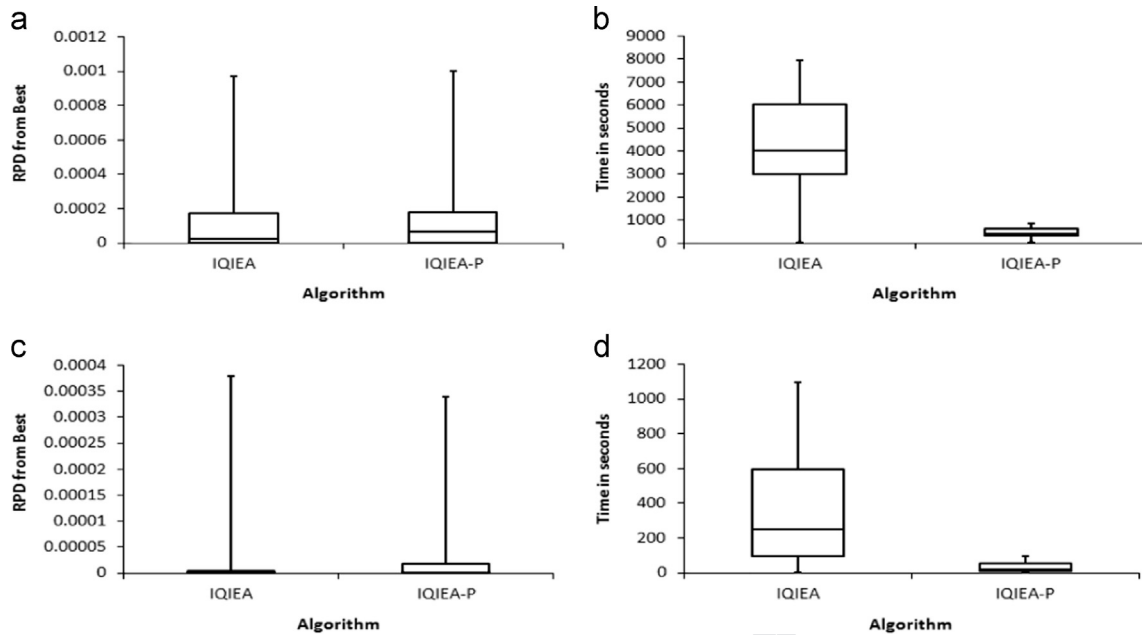 a
RPD from Best
0.0012
0.001
0.0008
0.0006
0.0004
0.0002
0
IQIEA
IQIEA-P
Algorithm
b
Time in seconds
9000
8000
7000
6000
5000
4000
3000
2000
1000
0
IQIEA
IQIEA-P
Algorithm
c
RPD from Best
0.0004
0.00035
0.0003
0.00025
0.0002
0.00015
0.0001
0.00005
0
IQIEA
IQIEA-P
Algorithm
d
Time in seconds
1200
1000
800
600
400
200
0
IQIEA
IQIEA-P
Algorithm